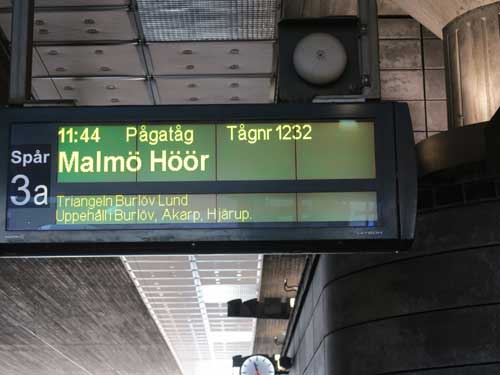 11:44 Pågatåg Tågnr 1232
Spår
3a
Malmö Höör
Triangeln Burlöv Lund
Uppehåll i Burlöv, Åkarp, Hjärup.